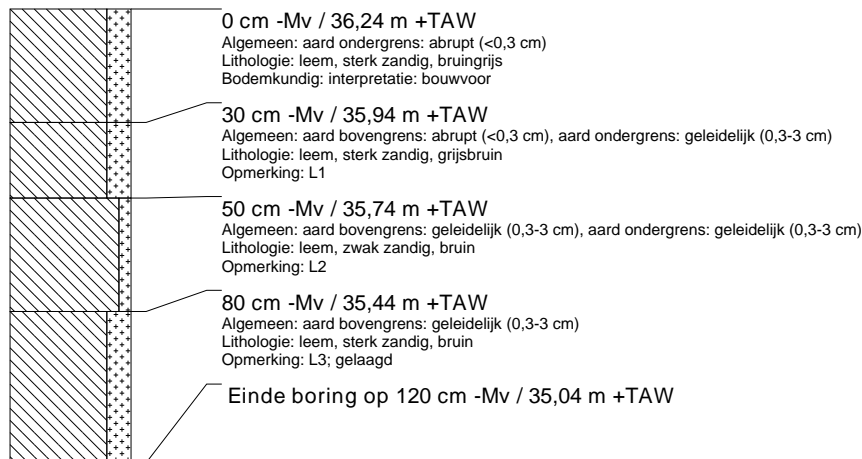 0 cm -Mv / 36,24 m +TAW
Algemeen: aard ondergrens: abrupt (<0,3 cm)
Lithologie: leem, sterk zandig, bruingrijs
Bodemkundig: interpretatie: bouwvoor
30 cm -Mv / 35,94 m +TAW
Algemeen: aard bovengrens: abrupt (<0,3 cm), aard ondergrens: geleidelijk (0,3-3 cm)
Lithologie: leem, sterk zandig, grijsbruin
Opmerking: L1
50 cm -Mv / 35,74 m +TAW
Algemeen: aard bovengrens: geleidelijk (0,3-3 cm), aard ondergrens: geleidelijk (0,3-3 cm)
Lithologie: leem, zwak zandig, bruin
Opmerking: L2
80 cm -Mv / 35,44 m +TAW
Algemeen: aard bovengrens: geleidelijk (0,3-3 cm)
Lithologie: leem, sterk zandig, bruin
Opmerking: L3; gelaagd
Einde boring op 120 cm -Mv / 35,04 m +TAW